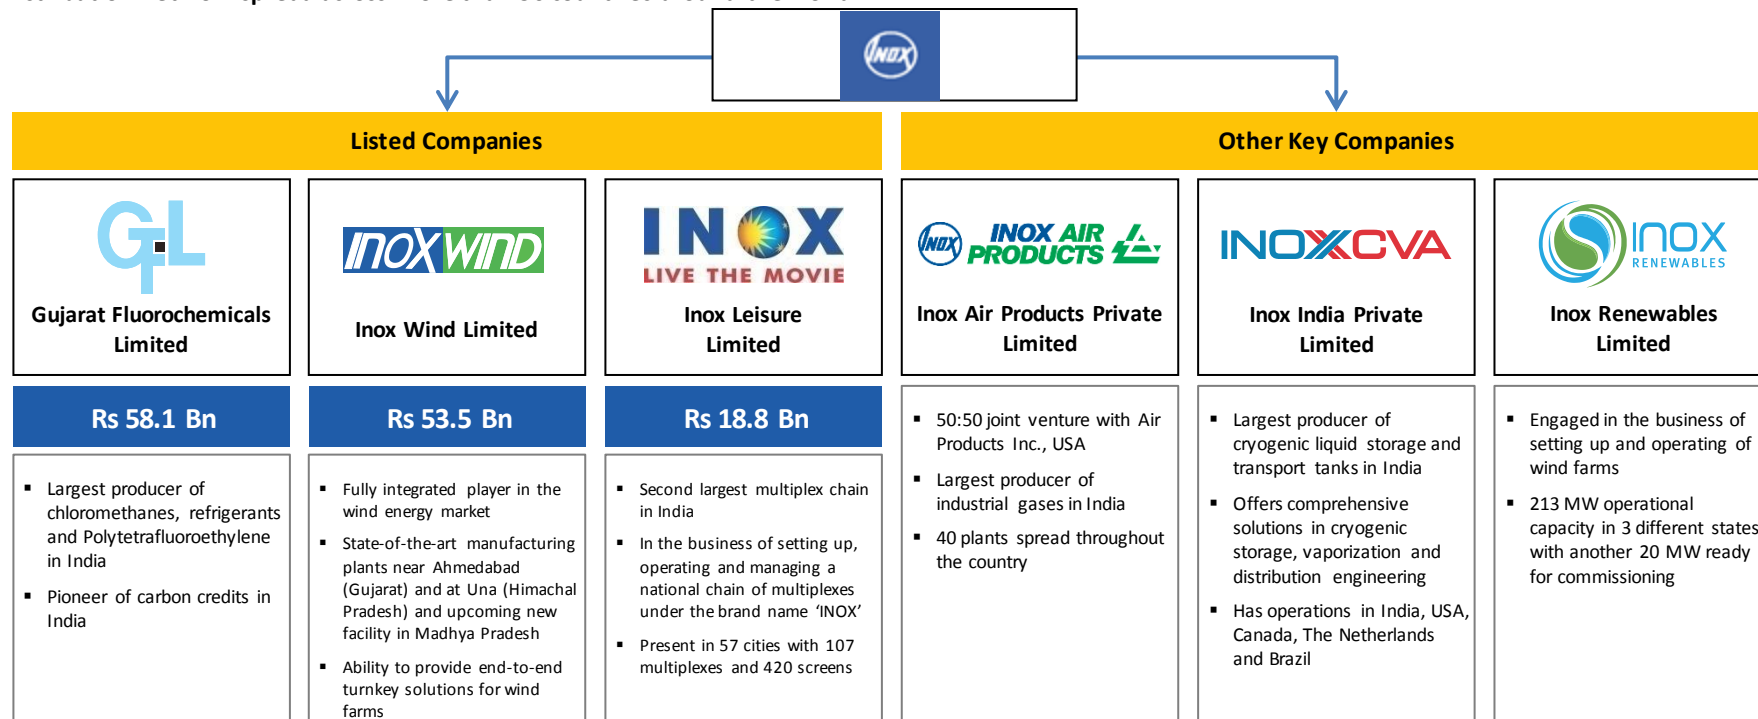 INOX
Listed Companies
Other Key Companies
GFL
Gujarat Fluorochemicals
Limited
INOXWIND
Inox Wind Limited
INOX
LIVE THE MOVIE
Inox Leisure
Limited
INOX
INOX AIR
PRODUCTS
Inox Air Products Private
Limited
INOXCVA
Inox India Private
Limited
INOX
RENEWABLES
Inox Renewables
Limited
Rs 58.1 Bn
Rs 53.5 Bn
Rs 18.8 Bn
▪ Largest producer of
chloromethanes, refrigerants
and Polytetrafluoroethylene
in India
▪ Pioneer of carbon credits in
India
▪ Fully integrated player in the
wind energy market
▪ State-of-the-art manufacturing
plants near Ahmedabad
(Gujarat) and at Una (Himachal
Pradesh) and upcoming new
facility in Madhya Pradesh
▪ Ability to provide end-to-end
turnkey solutions for wind
farms
▪ Second largest multiplex chain
in India
▪ In the business of setting up,
operating and managing a
national chain of multiplexes
under the brand name ‘INOX’
▪ Present in 57 cities with 107
multiplexes and 420 screens
▪ 50:50 joint venture with Air
Products Inc., USA
▪ Largest producer of
industrial gases in India
▪ 40 plants spread throughout
the country
▪ Largest producer of
cryogenic liquid storage and
transport tanks in India
▪ Offers comprehensive
solutions in cryogenic
storage, vaporization and
distribution engineering
▪ Has operations in India, USA,
Canada, The Netherlands
and Brazil
▪ Engaged in the business of
setting up and operating of
wind farms
▪ 213 MW operational
capacity in 3 different states
with another 20 MW ready
for commissioning